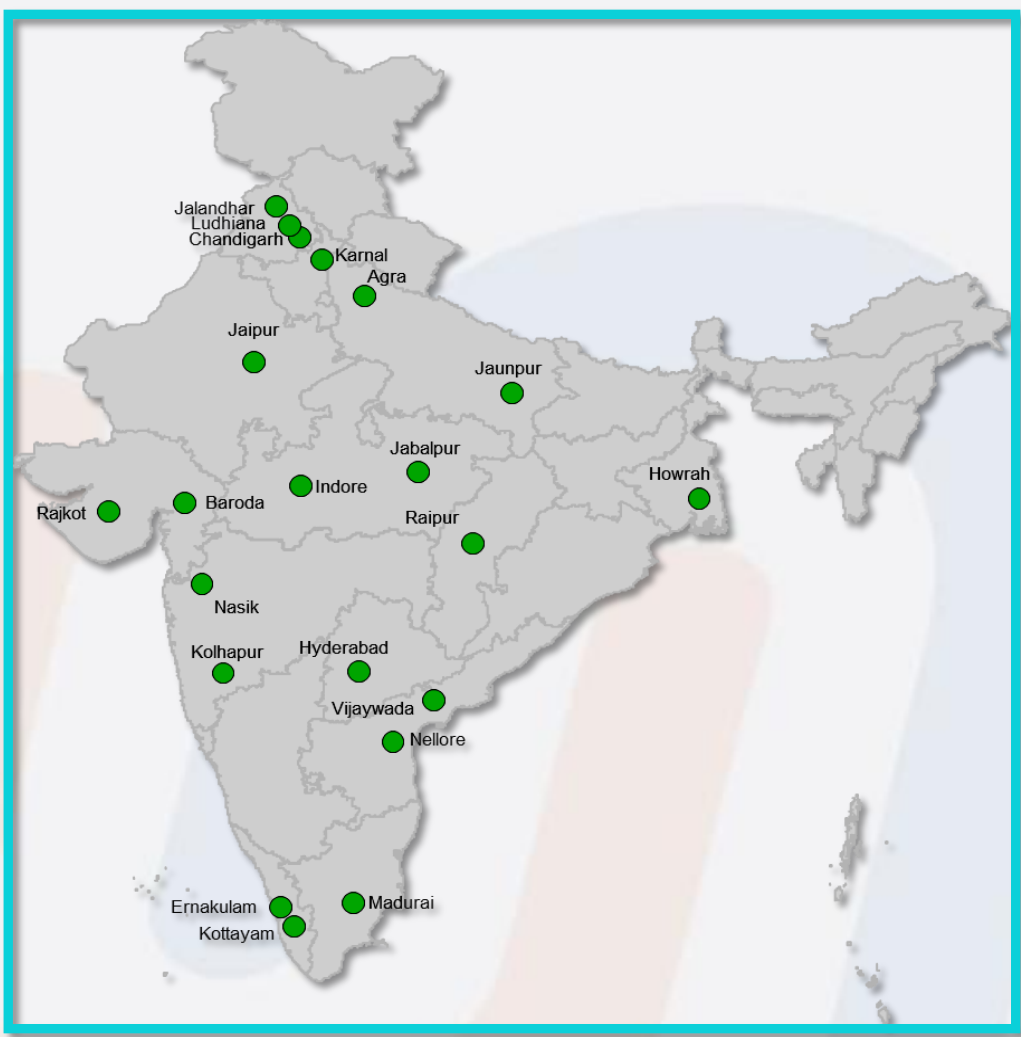 Jalandhar
Ludhiana
Chandigarh
Karnal
Agra
Jaipur
Jaunpur
Jabalpur
Howrah
Indore
Baroda
Rajkot
Raipur
Nasik
Hyderabad
Kolhapur
Vijaywada
Nellore
Madurai
Ernakulam
Kottayam